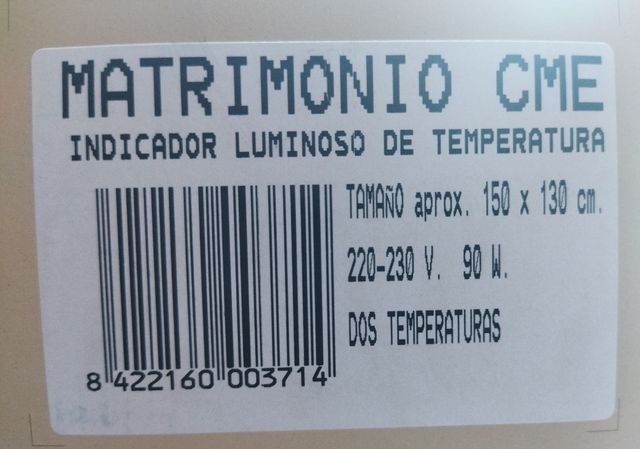 MATRIMONIO CME
INDICADOR LUMINOSO DE TEMPERATURA
TAMAÑO aprox. 150 x 130 cm.
220-230 V. 90 W.
DOS TEMPERATURAS
8 422160 003714